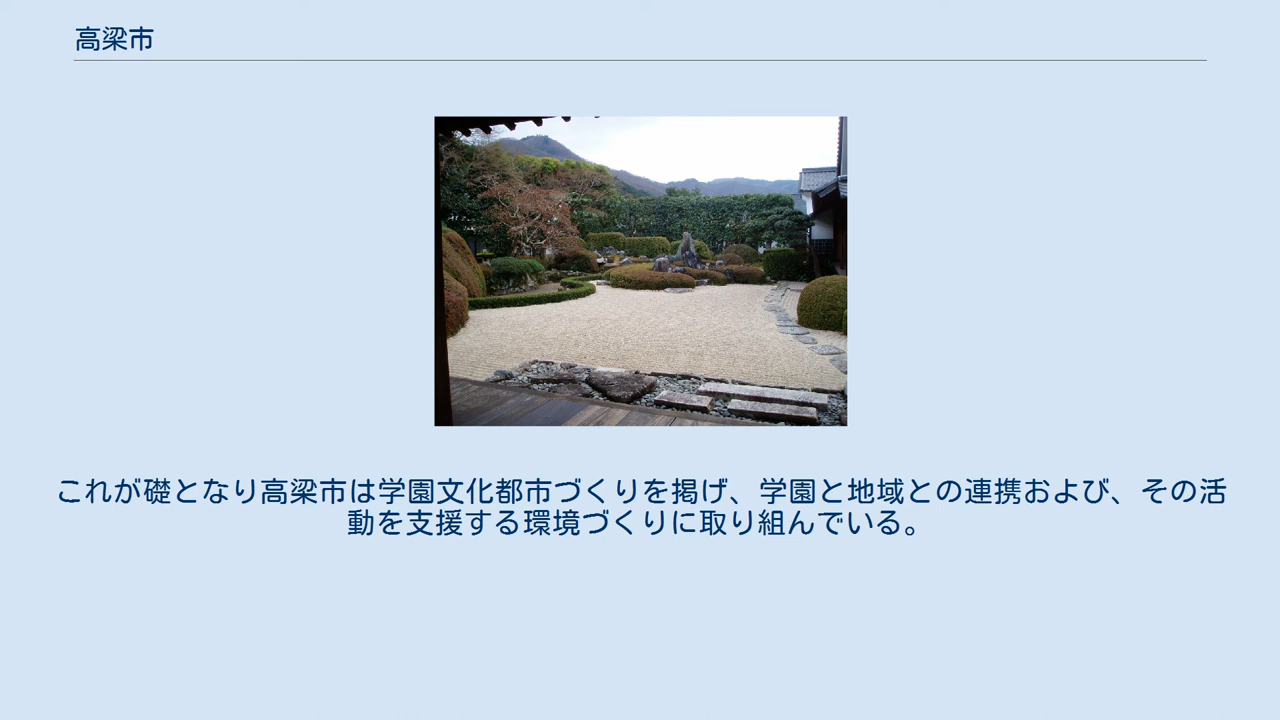 高梁市
これが礎となり高梁市は学園文化都市づくりを掲げ、学園と地域との連携および、その活
動を支援する環境づくりに取り組んでいる。